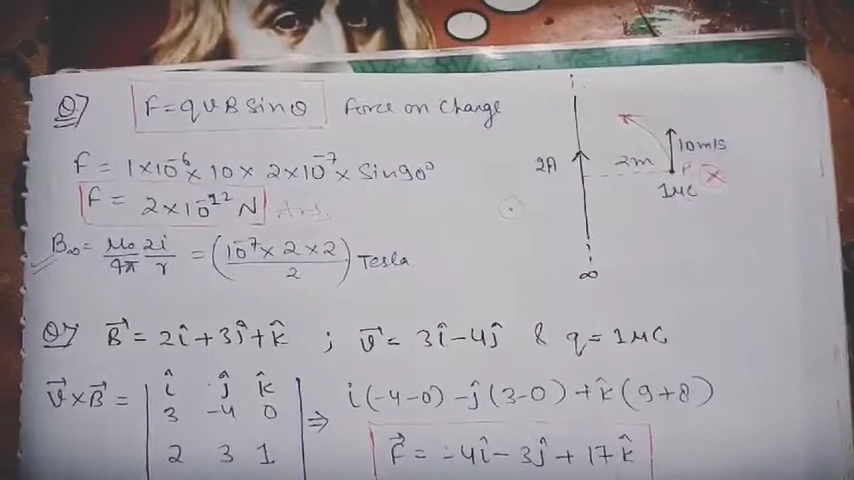 Q7 F = qvB Sinθ Force on Charge
F = 1×10⁻⁶ × 10 × 2×10⁻⁷ × Sin90°
F = 2×10⁻¹² N Ans.
B∞ = μ₀/4π 2i/r = (10⁻⁷ × 2 × 2 / 2) Tesla
2A 2m 10m/s
P
1μC
∞
Q7 B⃗ = 2î + 3ĵ + k̂ ; v⃗ = 3î - 4ĵ & q = 1μC
v⃗ × B⃗ = | î ĵ k̂ | ⇒ i(-4-0) - ĵ(3-0) + k̂(9+8)
3 -4 0
2 3 1 F⃗ = -4î - 3ĵ + 17k̂